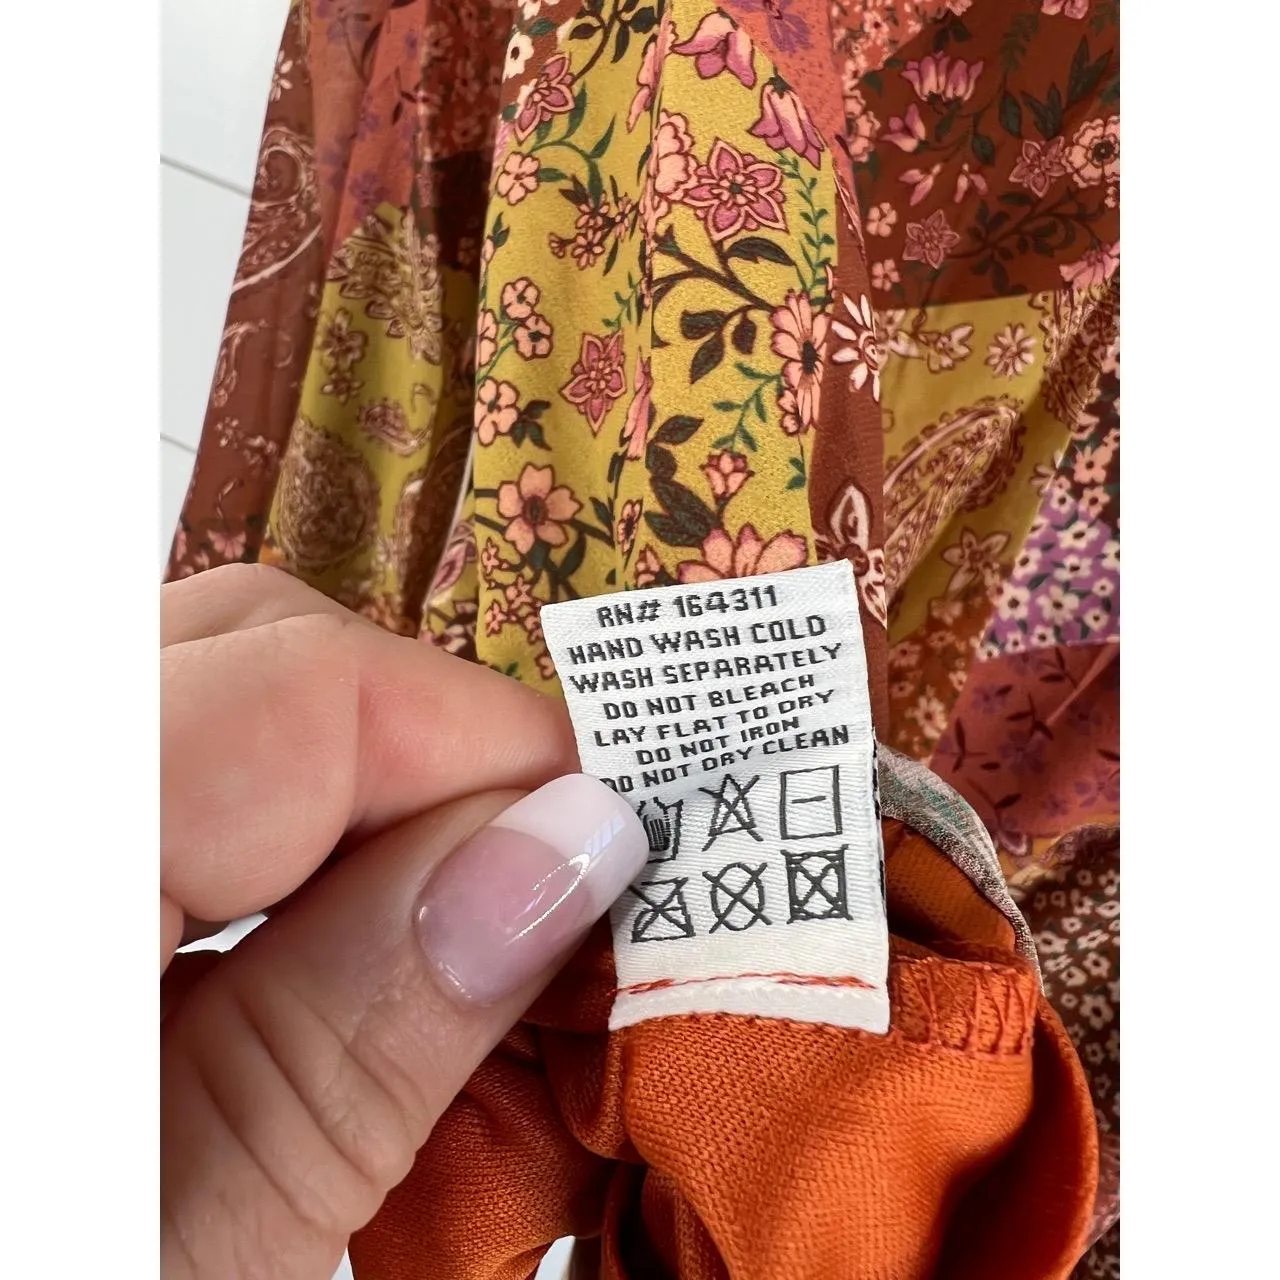 RN# 164311
HAND WASH COLD
WASH SEPARATELY
DO NOT BLEACH
LAY FLAT TO DRY
DO NOT IRON
DO NOT DRY CLEAN